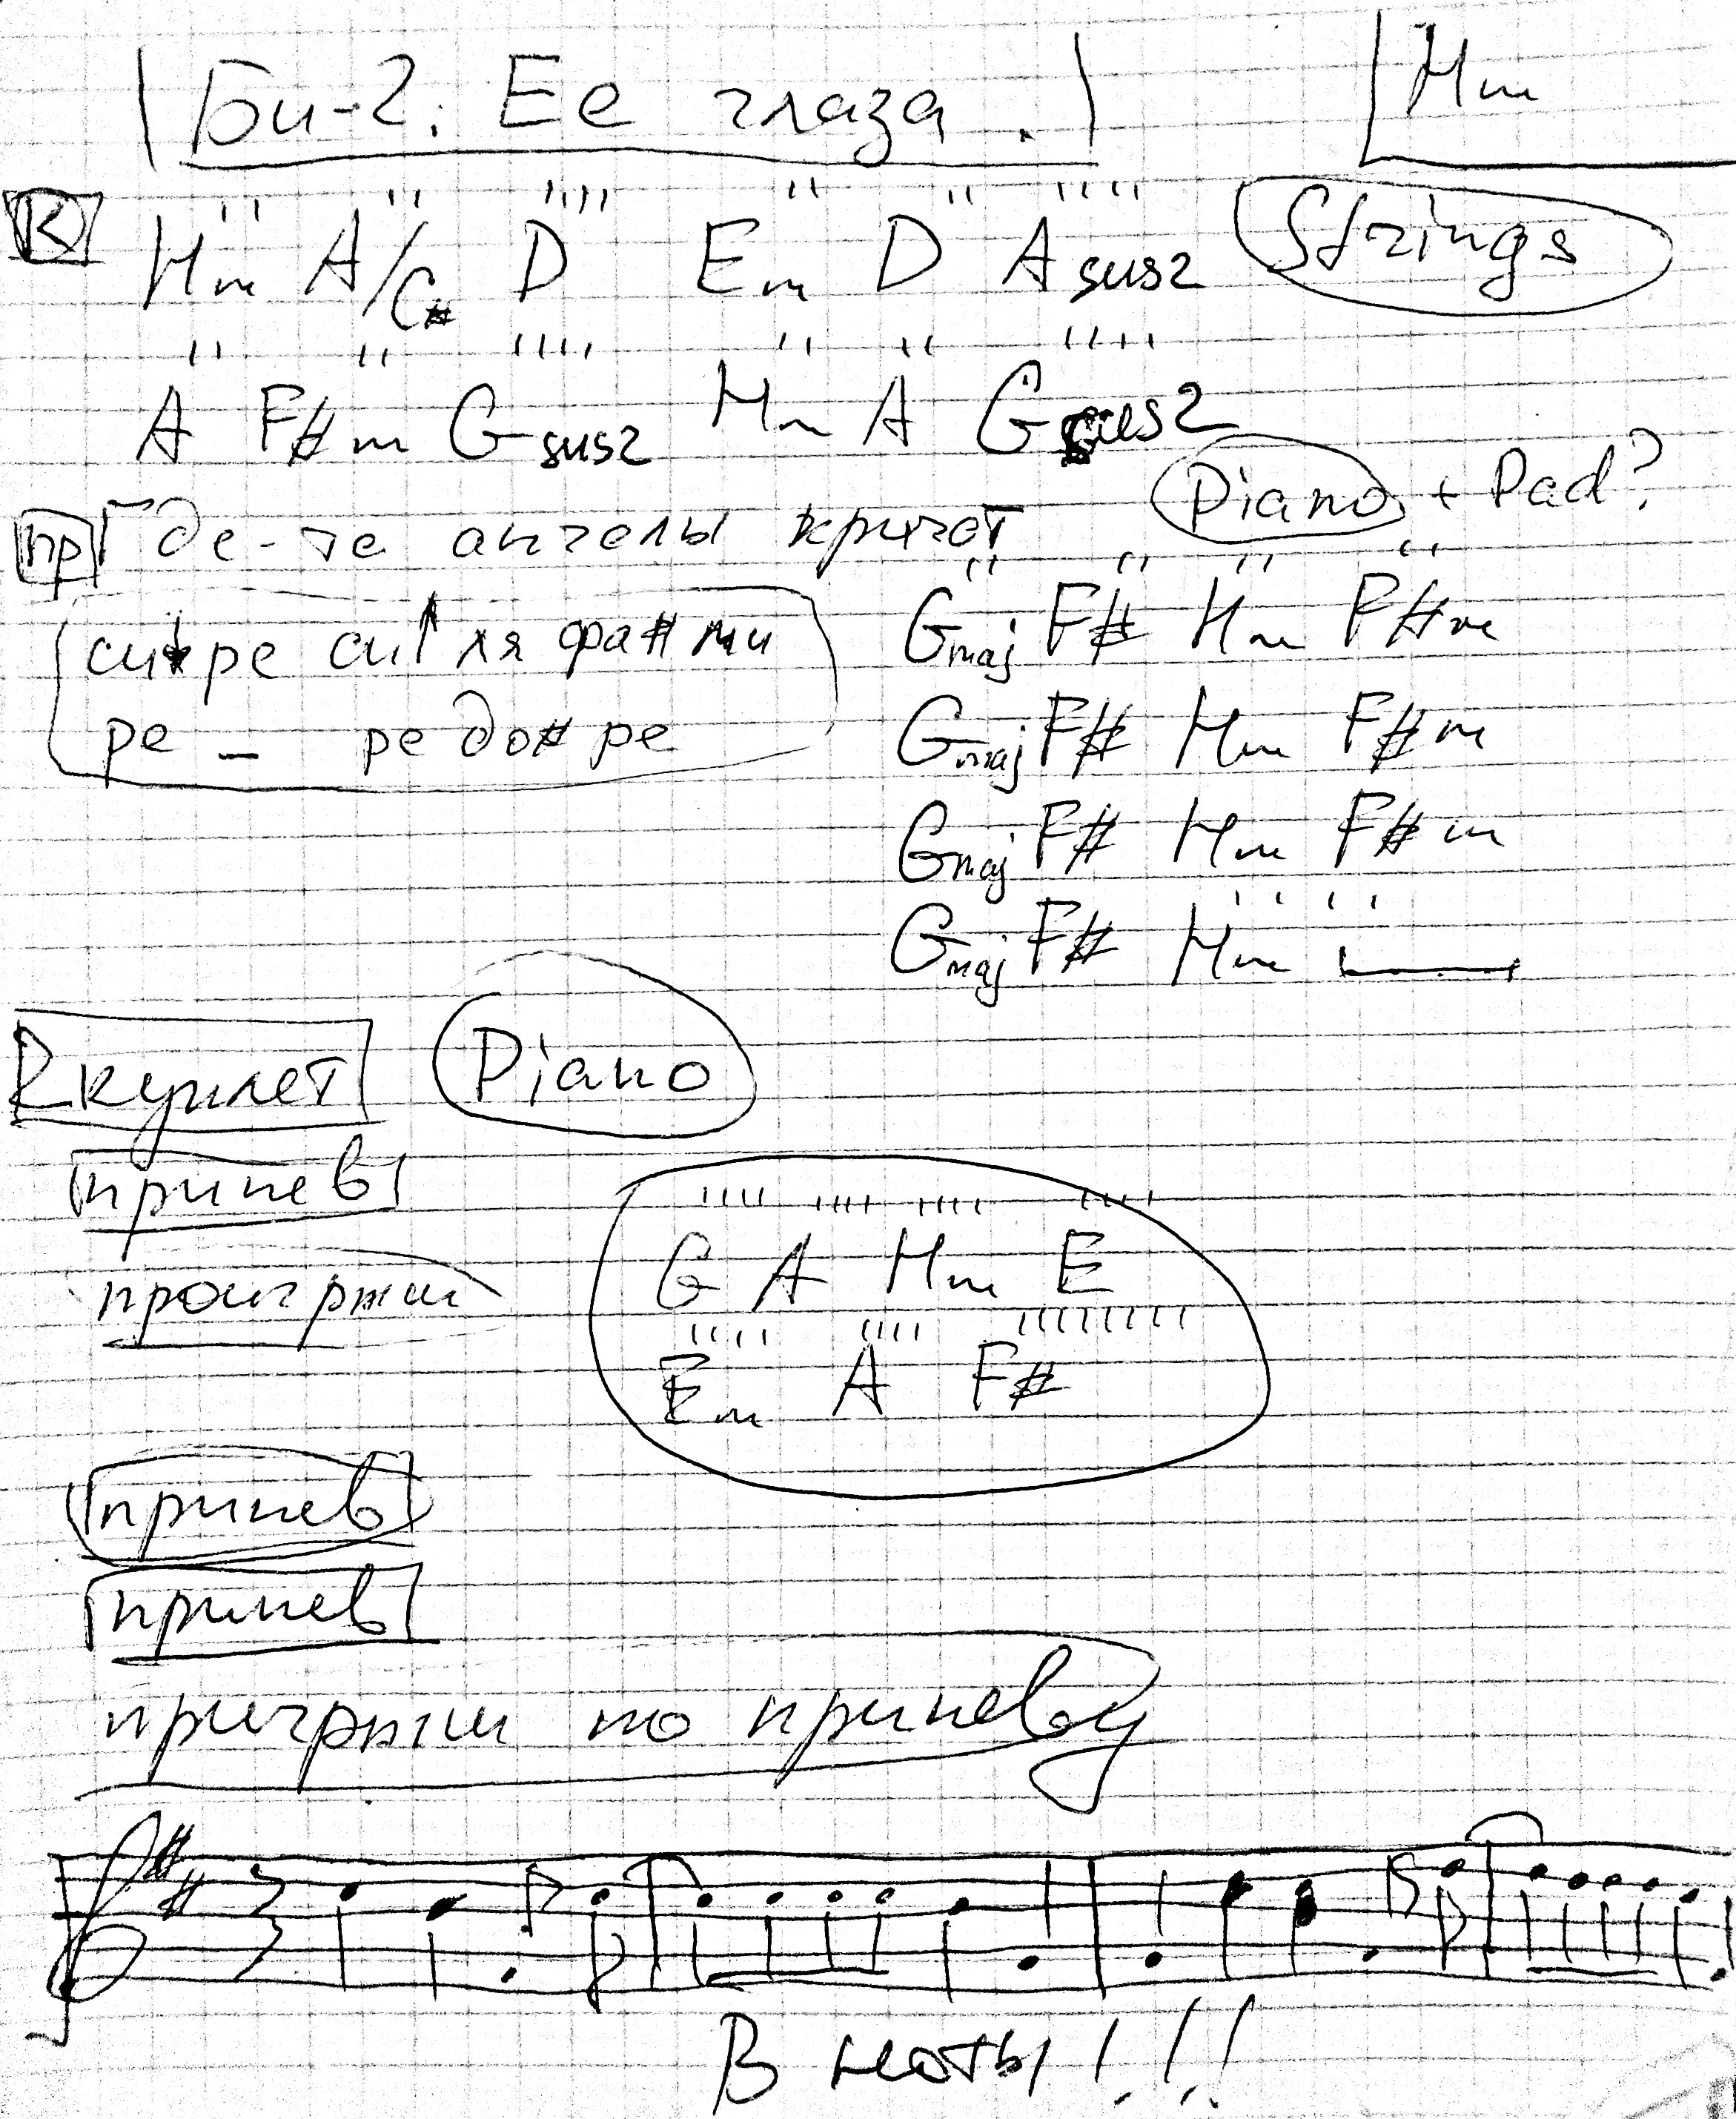 Би-2. Ее глаза. Hm
К
Hm A/C# D Em D Asus2 Strings
A F#m Gsus2 Hm A Gsus2
Piano + Pad?
пр Где-то ангелы кричат
си↓ре си↑ ля фа# ми Gmaj F# Hm F#m
ре – ре до# ре Gmaj F# Hm F#m
Gmaj F# Hm F#m
Gmaj F# Hm
2 куплет Piano
припев
G A Hm E
проигрыш
Em A F#
припев
припев
проигрыш по припеву
В ноты!!!